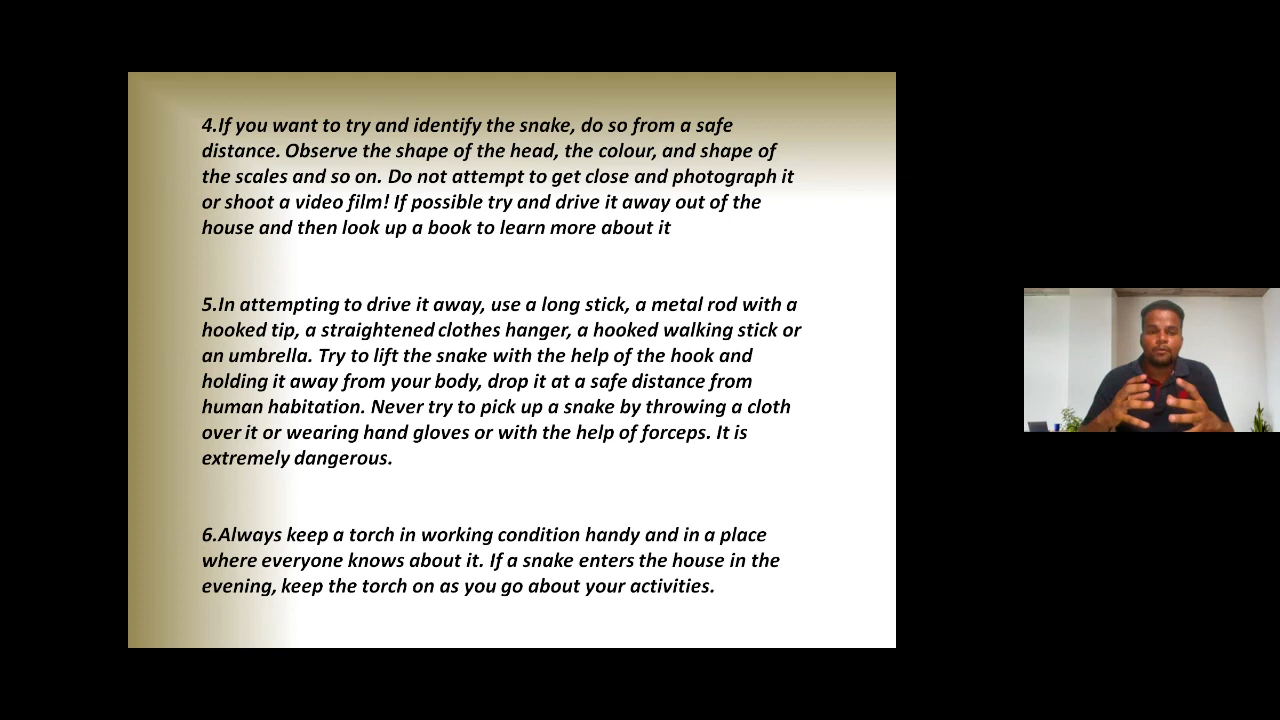 4.If you want to try and identify the snake, do so from a safe
distance. Observe the shape of the head, the colour, and shape of
the scales and so on. Do not attempt to get close and photograph it
or shoot a video film! If possible try and drive it away out of the
house and then look up a book to learn more about it
5.In attempting to drive it away, use a long stick, a metal rod with a
hooked tip, a straightened clothes hanger, a hooked walking stick or
an umbrella. Try to lift the snake with the help of the hook and
holding it away from your body, drop it at a safe distance from
human habitation. Never try to pick up a snake by throwing a cloth
over it or wearing hand gloves or with the help of forceps. It is
extremely dangerous.
6.Always keep a torch in working condition handy and in a place
where everyone knows about it. If a snake enters the house in the
evening, keep the torch on as you go about your activities.